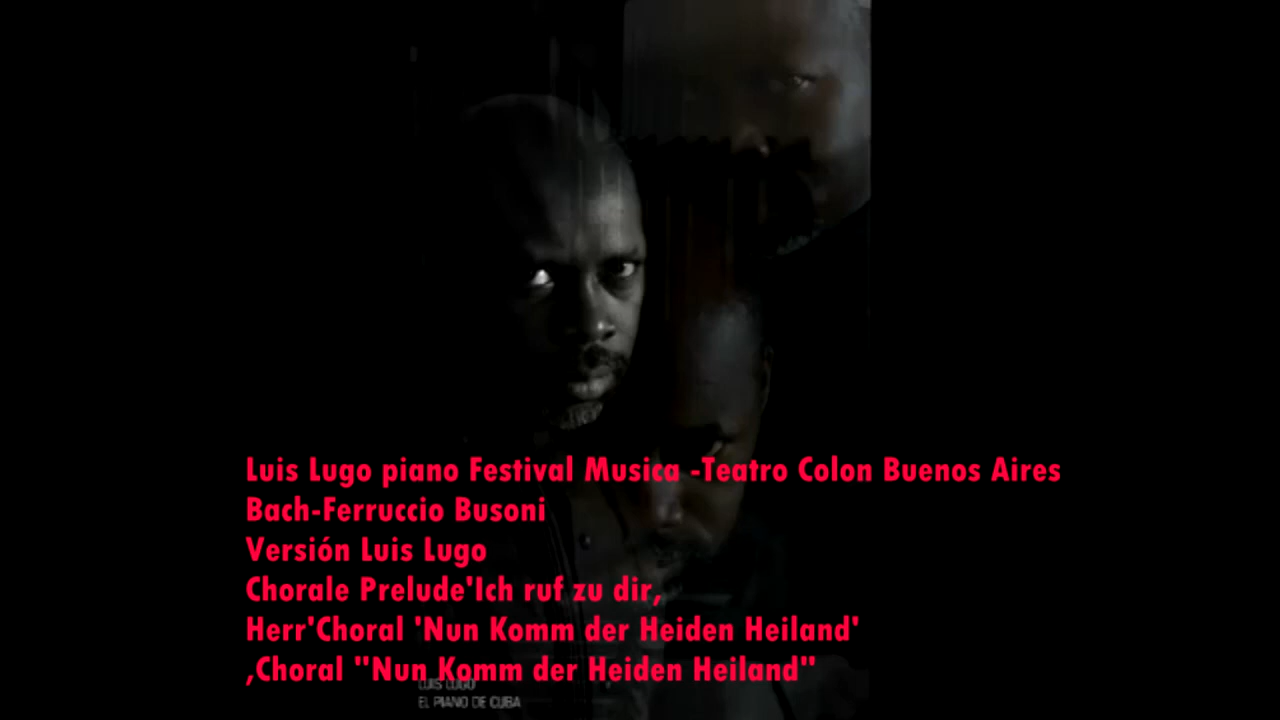 Luis Lugo piano Festival Musica -Teatro Colon Buenos Aires
Bach-Ferruccio Busoni
Versión Luis Lugo
Chorale Prelude'Ich ruf zu dir,
Herr'Choral 'Nun Komm der Heiden Heiland'
,Choral "Nun Komm der Heiden Heiland"
LUIS LUGO
EL PIANO DE CUBA